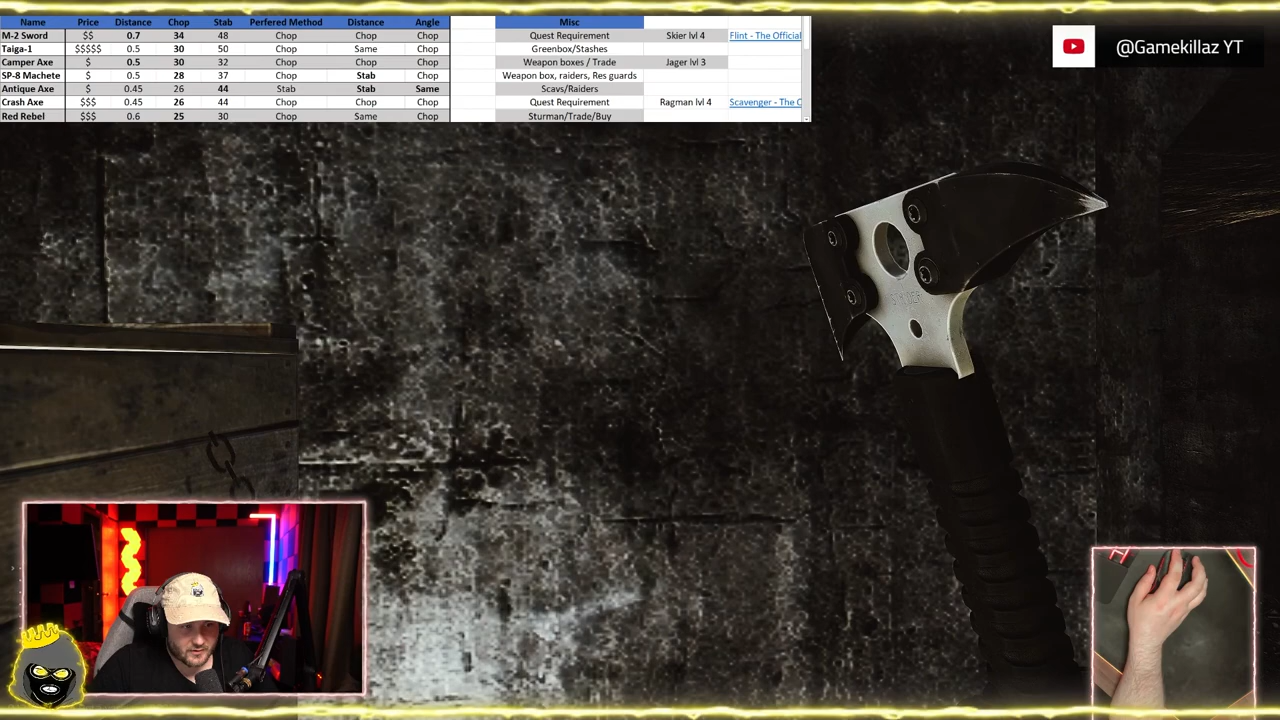 Name Price Distance Chop Stab Perfered Method Distance Angle Misc
M-2 Sword $$ 0.7 34 48 Chop Chop Chop Quest Requirement Skier lvl 4 Flint - The Official
Taiga-1 $$$$$ 0.5 30 50 Chop Same Chop Greenbox/Stashes
Camper Axe $ 0.5 30 32 Chop Chop Chop Weapon boxes / Trade Jager lvl 3
SP-8 Machete $ 0.5 28 37 Chop Stab Chop Weapon box, raiders, Res guards
Antique Axe $ 0.45 26 44 Stab Stab Same Scavs/Raiders
Crash Axe $$$ 0.45 26 44 Chop Chop Chop Quest Requirement Ragman lvl 4 Scavenger - The C
Red Rebel $$$ 0.6 25 30 Chop Same Chop Sturman/Trade/Buy
@Gamekillaz YT